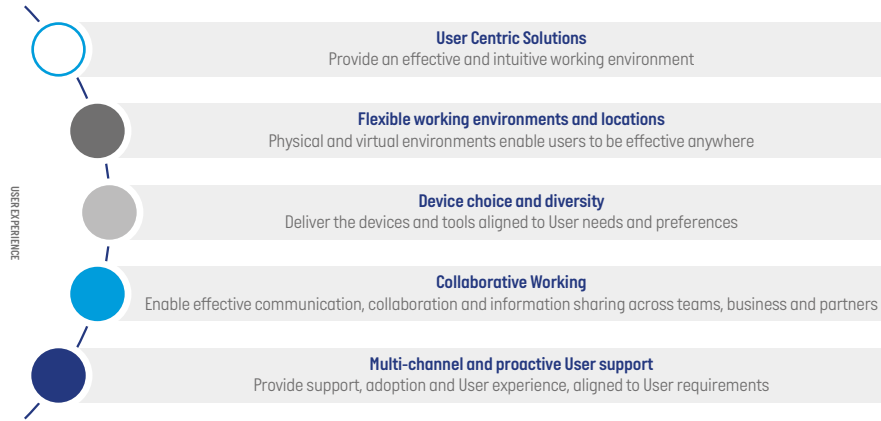 User Centric Solutions
Provide an effective and intuitive working environment
Flexible working environments and locations
Physical and virtual environments enable users to be effective anywhere
USER EXPERIENCE
Device choice and diversity
Deliver the devices and tools aligned to User needs and preferences
Collaborative Working
Enable effective communication, collaboration and information sharing across teams, business and partners
Multi-channel and proactive User support
Provide support, adoption and User experience, aligned to User requirements